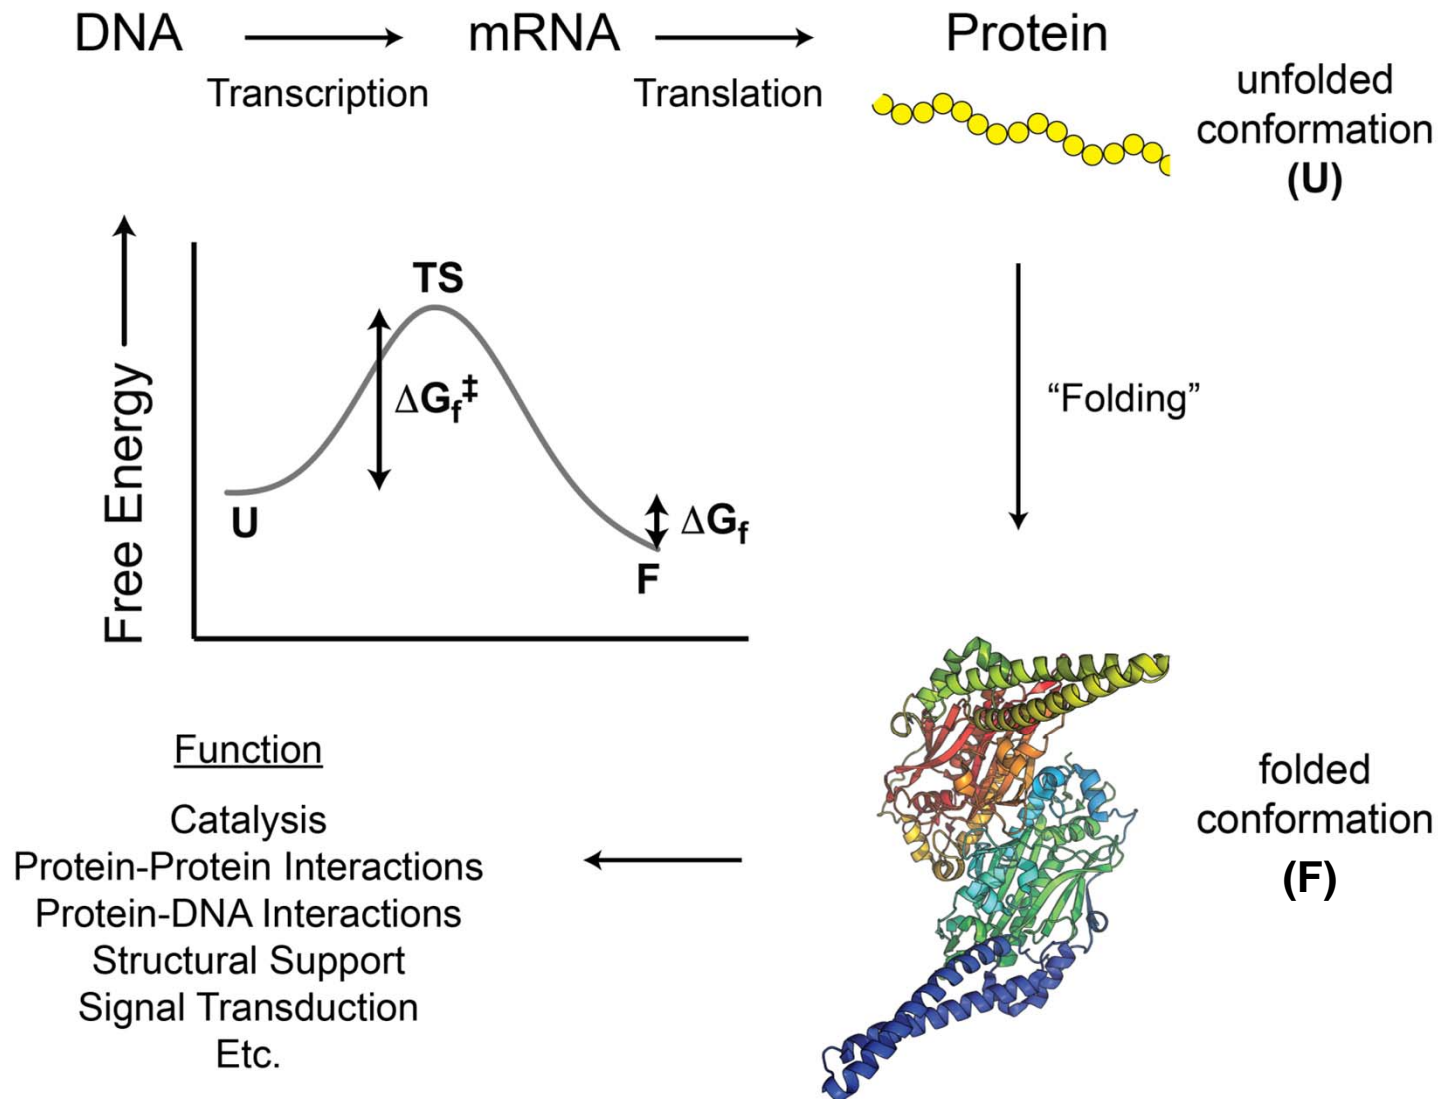 DNA
mRNA
Protein
Transcription
Translation
unfolded
conformation
(U)
Free Energy
TS
ΔGf‡
U
ΔGf
F
“Folding”
folded
conformation
(F)
Function
Catalysis
Protein-Protein Interactions
Protein-DNA Interactions
Structural Support
Signal Transduction
Etc.